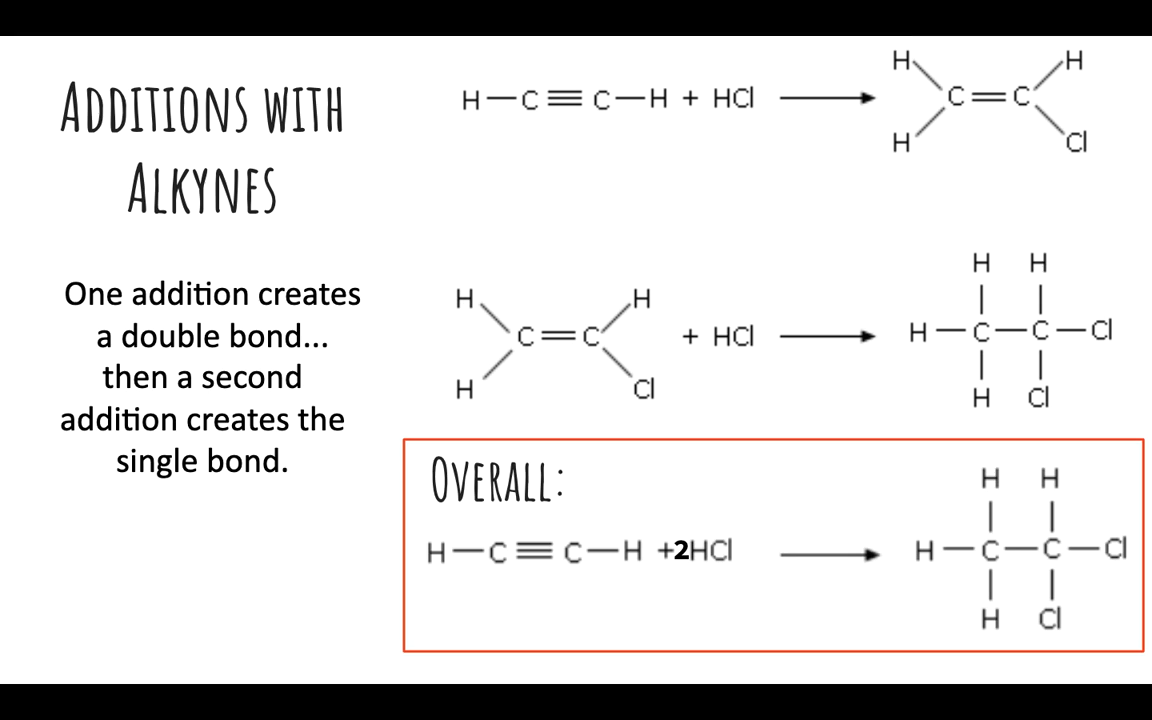 ADDITIONS WITH
ALKYNES
One addition creates
a double bond...
then a second
addition creates the
single bond.
H—C≡C—H + HCl ⟶
H H
C=C
H Cl
H H
C=C + HCl ⟶
H Cl
H H
| |
H—C—C—Cl
| |
H Cl
OVERALL:
H—C≡C—H +2HCl ⟶
H H
| |
H—C—C—Cl
| |
H Cl